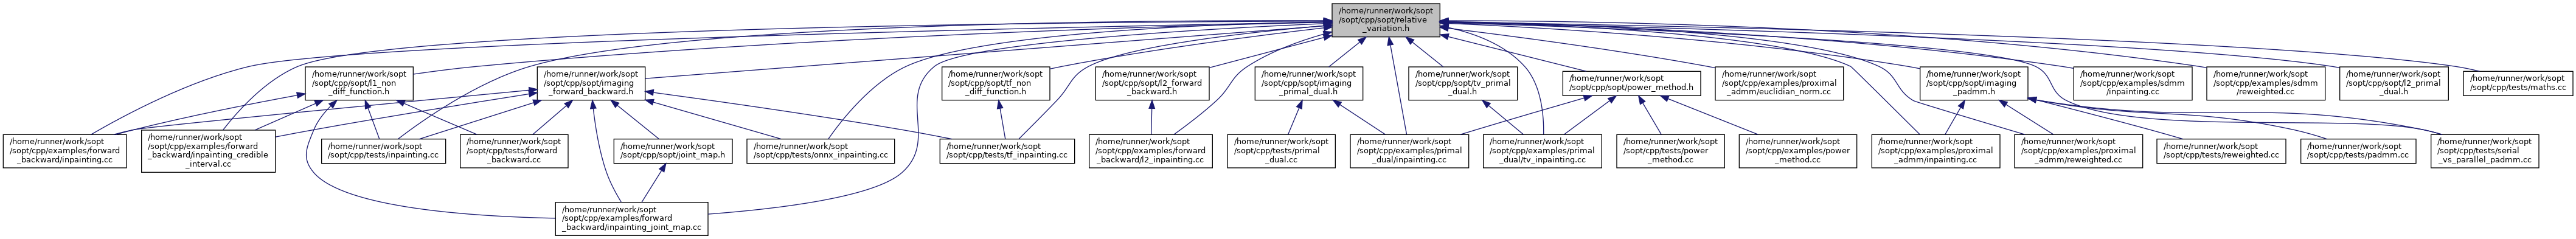 /home/runner/work/sopt
/sopt/cpp/sopt/relative
_variation.h
/home/runner/work/sopt
/sopt/cpp/sopt/l1_non
_diff_function.h
/home/runner/work/sopt
/sopt/cpp/sopt/imaging
_forward_backward.h
/home/runner/work/sopt
/sopt/cpp/sopt/tf_non
_diff_function.h
/home/runner/work/sopt
/sopt/cpp/sopt/l2_forward
_backward.h
/home/runner/work/sopt
/sopt/cpp/sopt/imaging
_primal_dual.h
/home/runner/work/sopt
/sopt/cpp/sopt/tv_primal
_dual.h
/home/runner/work/sopt
/sopt/cpp/sopt/power_method.h
/home/runner/work/sopt
/sopt/cpp/examples/proximal
_admm/euclidian_norm.cc
/home/runner/work/sopt
/sopt/cpp/sopt/imaging
_padmm.h
/home/runner/work/sopt
/sopt/cpp/examples/sdmm
/inpainting.cc
/home/runner/work/sopt
/sopt/cpp/examples/sdmm
/reweighted.cc
/home/runner/work/sopt
/sopt/cpp/sopt/l2_primal
_dual.h
/home/runner/work/sopt
/sopt/cpp/tests/maths.cc
/home/runner/work/sopt
/sopt/cpp/examples/forward
_backward/inpainting.cc
/home/runner/work/sopt
/sopt/cpp/examples/forward
_backward/inpainting_credible
_interval.cc
/home/runner/work/sopt
/sopt/cpp/tests/inpainting.cc
/home/runner/work/sopt
/sopt/cpp/tests/forward
_backward.cc
/home/runner/work/sopt
/sopt/cpp/sopt/joint_map.h
/home/runner/work/sopt
/sopt/cpp/tests/onnx_inpainting.cc
/home/runner/work/sopt
/sopt/cpp/tests/tf_inpainting.cc
/home/runner/work/sopt
/sopt/cpp/examples/forward
_backward/l2_inpainting.cc
/home/runner/work/sopt
/sopt/cpp/tests/primal
_dual.cc
/home/runner/work/sopt
/sopt/cpp/examples/primal
_dual/inpainting.cc
/home/runner/work/sopt
/sopt/cpp/examples/primal
_dual/tv_inpainting.cc
/home/runner/work/sopt
/sopt/cpp/tests/power
_method.cc
/home/runner/work/sopt
/sopt/cpp/examples/power
_method.cc
/home/runner/work/sopt
/sopt/cpp/examples/proximal
_admm/inpainting.cc
/home/runner/work/sopt
/sopt/cpp/examples/proximal
_admm/reweighted.cc
/home/runner/work/sopt
/sopt/cpp/tests/reweighted.cc
/home/runner/work/sopt
/sopt/cpp/tests/padmm.cc
/home/runner/work/sopt
/sopt/cpp/tests/serial
_vs_parallel_padmm.cc
/home/runner/work/sopt
/sopt/cpp/examples/forward
_backward/inpainting_joint_map.cc